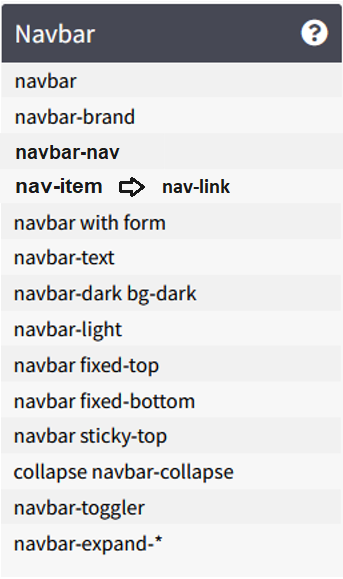 Navbar ?
navbar
navbar-brand
navbar-nav
nav-item ⇨ nav-link
navbar with form
navbar-text
navbar-dark bg-dark
navbar-light
navbar fixed-top
navbar fixed-bottom
navbar sticky-top
collapse navbar-collapse
navbar-toggler
navbar-expand-*